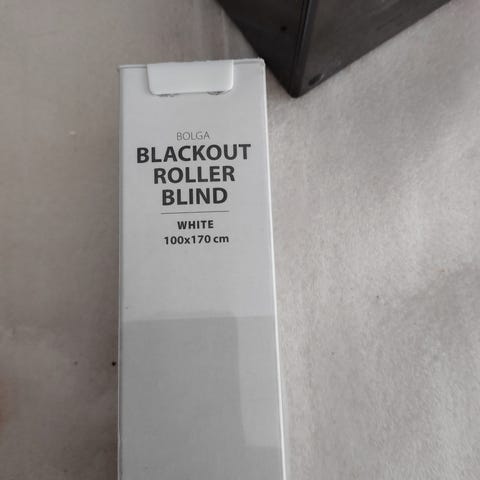 BOLGA
BLACKOUT
ROLLER
BLIND
WHITE
100x170 cm